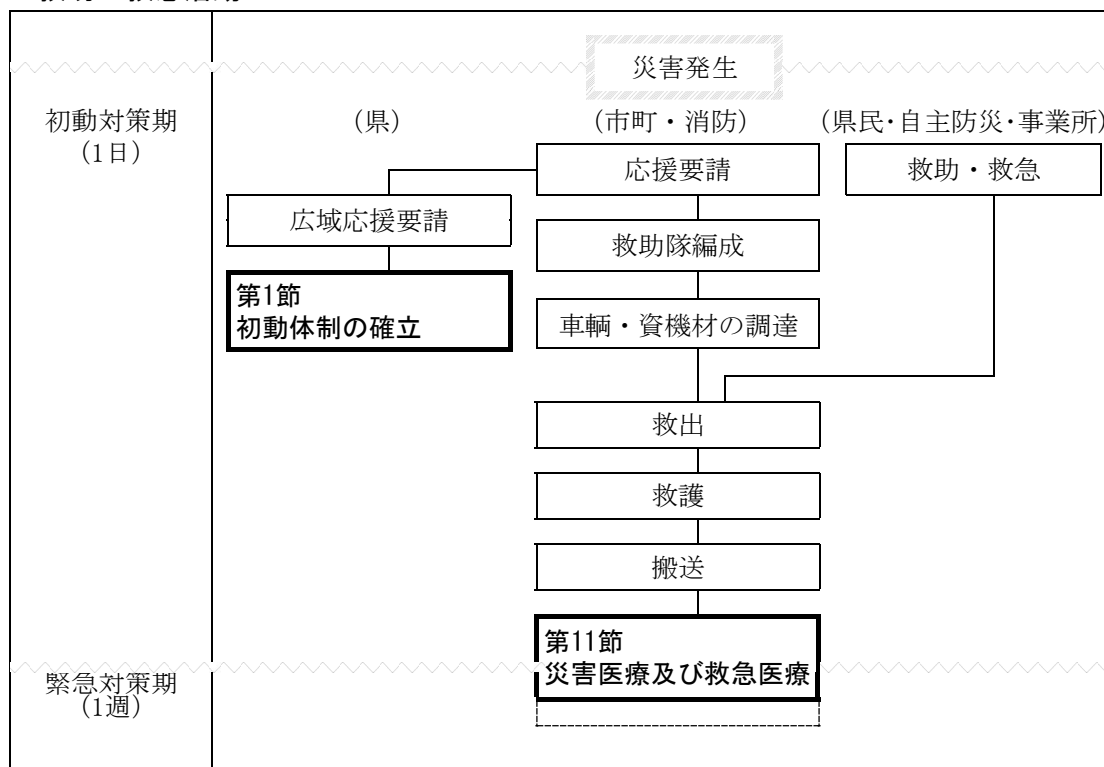 災害発生
初動対策期
(1日)
(県)
(市町・消防)
(県民・自主防災・事業所)
応援要請
救助・救急
広域応援要請
救助隊編成
第1節
初動体制の確立
車輌・資機材の調達
救出
救護
搬送
第11節
災害医療及び救急医療
緊急対策期
(1週)